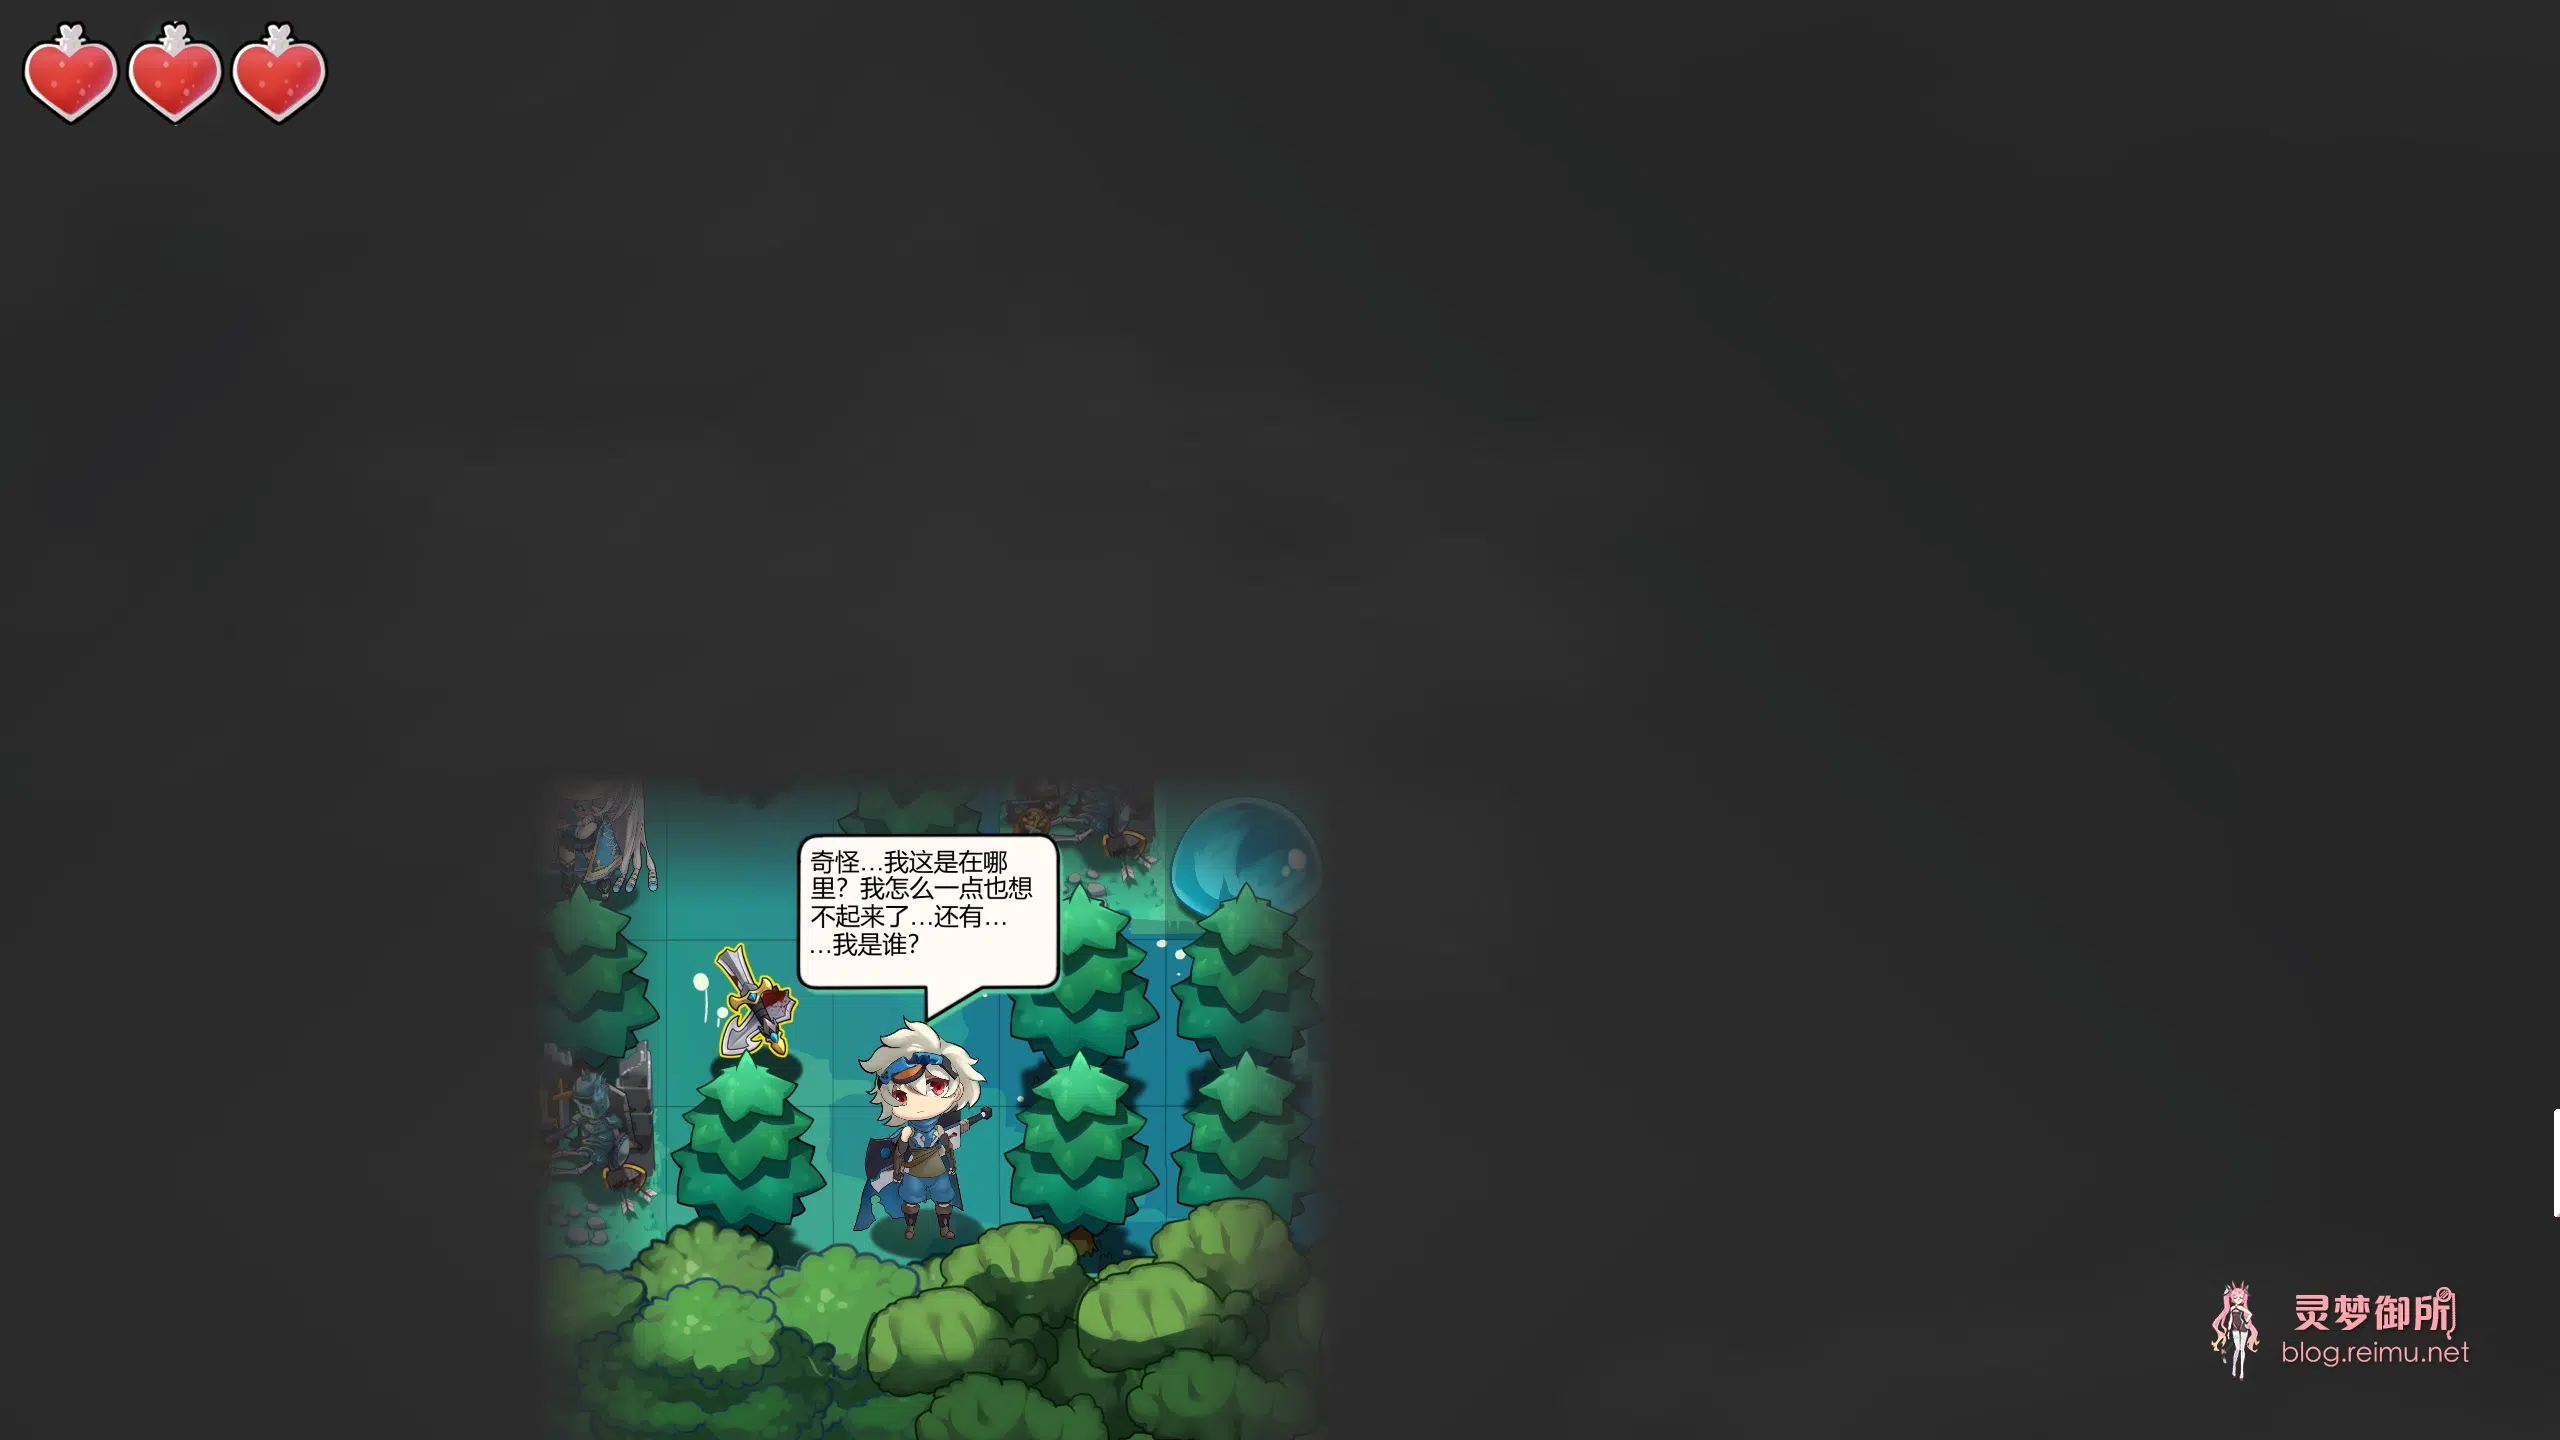 奇怪…我这是在哪
里？我怎么一点也想
不起来了…还有…
…我是谁？
灵梦御所
blog.reimu.net